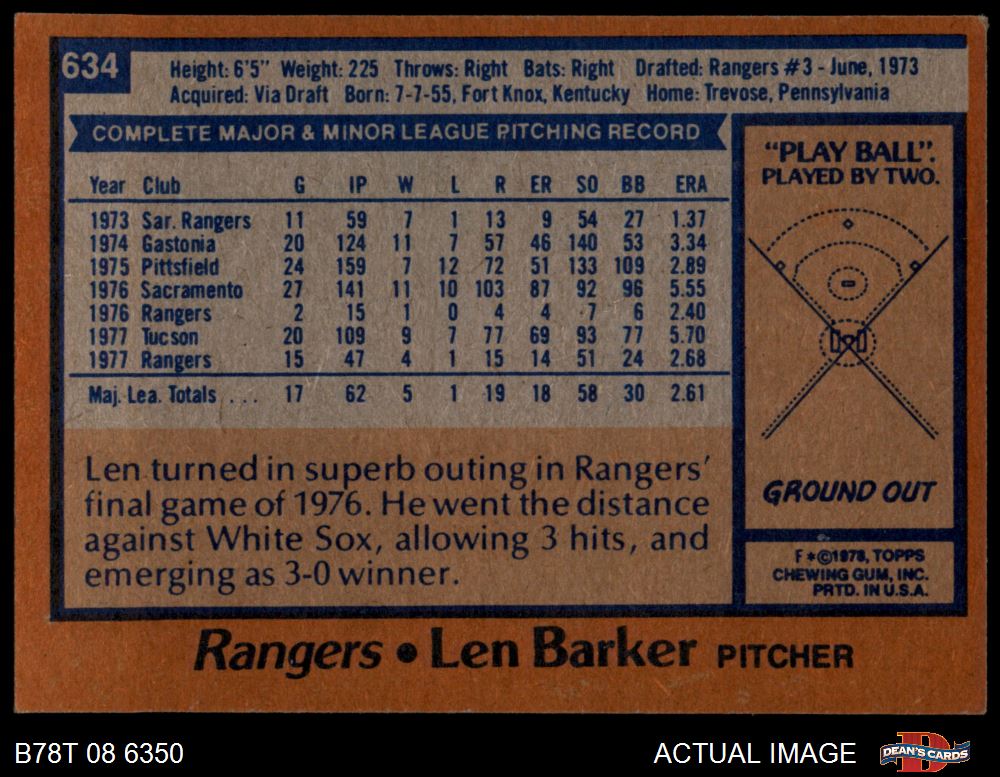 634
Height: 6'5" Weight: 225 Throws: Right Bats: Right Drafted: Rangers #3 - June, 1973
Acquired: Via Draft Born: 7-7-55, Fort Knox, Kentucky Home: Trevose, Pennsylvania
COMPLETE MAJOR & MINOR LEAGUE PITCHING RECORD
Year Club G IP W L R ER SO BB ERA
1973 Sar. Rangers 11 59 7 1 13 9 54 27 1.37
1974 Gastonia 20 124 11 7 57 46 140 53 3.34
1975 Pittsfield 24 159 7 12 72 51 133 109 2.89
1976 Sacramento 27 141 11 10 103 87 92 96 5.55
1976 Rangers 2 15 1 0 4 4 7 6 2.40
1977 Tucson 20 109 9 7 77 69 93 77 5.70
1977 Rangers 15 47 4 1 15 14 51 24 2.68
Maj. Lea. Totals . . . 17 62 5 1 19 18 58 30 2.61
Len turned in superb outing in Rangers'
final game of 1976. He went the distance
against White Sox, allowing 3 hits, and
emerging as 3-0 winner.
"PLAY BALL".
PLAYED BY TWO.
GROUND OUT
F *©1978, TOPPS
CHEWING GUM, INC.
PRTD. IN U.S.A.
Rangers • Len Barker PITCHER
B78T 08 6350
ACTUAL IMAGE
D
DEAN'S CARDS